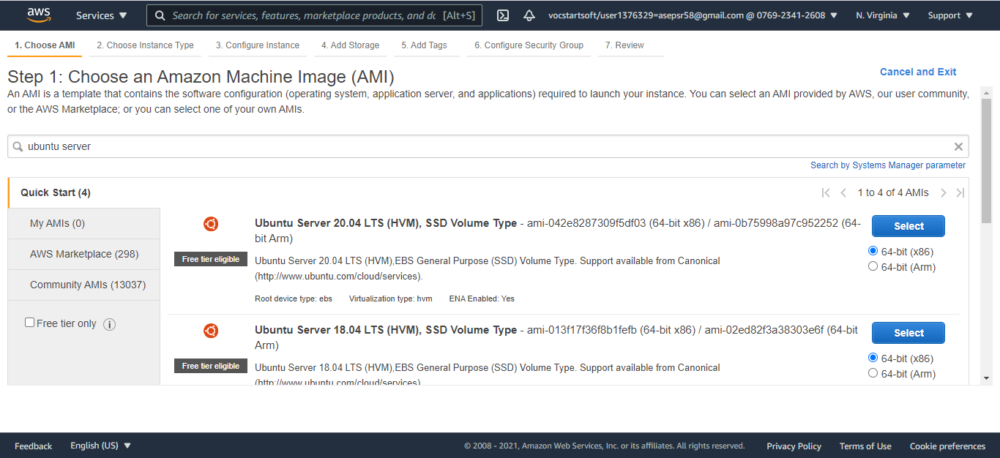 aws
Services
Search for services, features, marketplace products, and dc [Alt+S]
vocstartsoft/user1376329=asepsr58@gmail.com @ 0769-2341-2608
N. Virginia
Support
1. Choose AMI
2. Choose Instance Type
3. Configure Instance
4. Add Storage
5. Add Tags
6. Configure Security Group
7. Review
Step 1: Choose an Amazon Machine Image (AMI)
Cancel and Exit
An AMI is a template that contains the software configuration (operating system, application server, and applications) required to launch your instance. You can select an AMI provided by AWS, our user community,
or the AWS Marketplace; or you can select one of your own AMIs.
ubuntu server
Search by Systems Manager parameter
Quick Start (4)
1 to 4 of 4 AMIs
My AMIs (0)
AWS Marketplace (298)
Community AMIs (13037)
Free tier only
Ubuntu Server 20.04 LTS (HVM), SSD Volume Type - ami-042e8287309f5df03 (64-bit x86) / ami-0b75998a97c952252 (64-
bit Arm)
Select
Free tier eligible
Ubuntu Server 20.04 LTS (HVM),EBS General Purpose (SSD) Volume Type. Support available from Canonical
(http://www.ubuntu.com/cloud/services).
64-bit (x86)
64-bit (Arm)
Root device type: ebs
Virtualization type: hvm
ENA Enabled: Yes
Ubuntu Server 18.04 LTS (HVM), SSD Volume Type - ami-013f17f36f8b1fefb (64-bit x86) / ami-02ed82f3a38303e6f (64-bit
Arm)
Select
Free tier eligible
Ubuntu Server 18.04 LTS (HVM),EBS General Purpose (SSD) Volume Type. Support available from Canonical
(http://www.ubuntu.com/cloud/services)
64-bit (x86)
64-bit (Arm)
Feedback
English (US)
© 2008 - 2021, Amazon Web Services, Inc. or its affiliates. All rights reserved.
Privacy Policy
Terms of Use
Cookie preferences